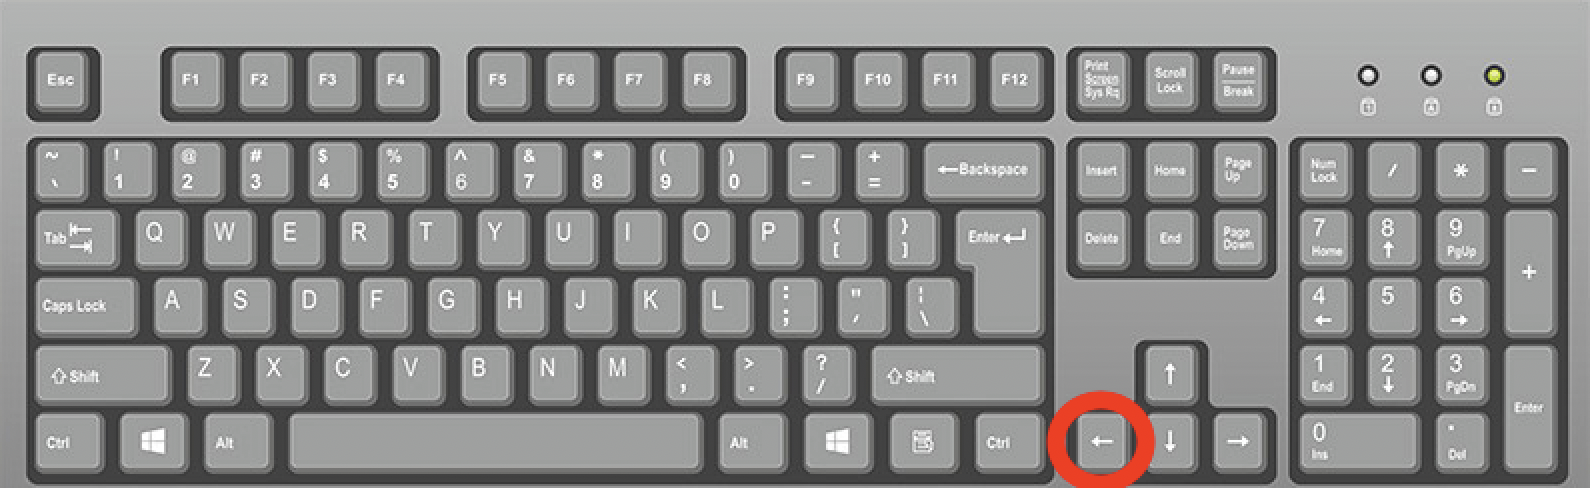 Esc F1 F2 F3 F4 F5 F6 F7 F8 F9 F10 F11 F12 Print Screen Sys Rq Scroll Lock Pause Break
~ ! @ # $ % ^ & * ( ) — + ←Backspace Insert Home Page Up Num Lock / * −
、 1 2 3 4 5 6 7 8 9 0 - =
Tab Q W E R T Y U I O P { [ } ] Enter ↵ Delete End Page Down 7 Home 8 ↑ 9 PgUp +
Caps Lock A S D F G H J K L : ; " , ¦ \ 4 ← 5 6 →
⇧ Shift Z X C V B N M < , > . ? / ⇧ Shift ↑ 1 End 2 ↓ 3 PgDn Enter
Ctrl Alt Alt Ctrl ← ↓ → 0 Ins . Del